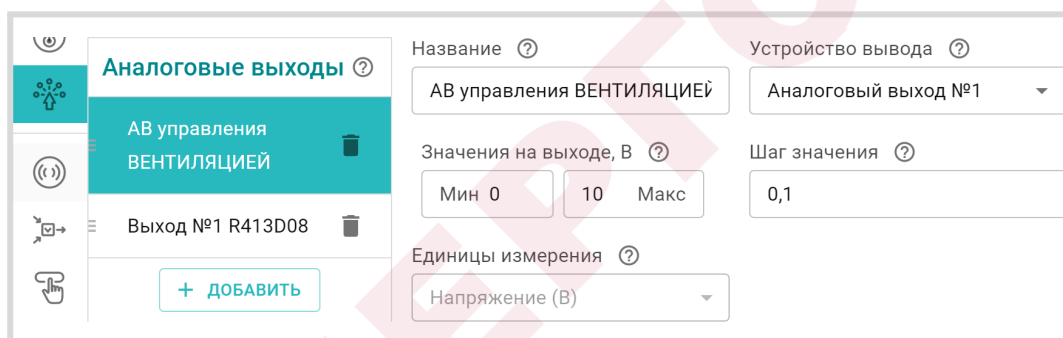 Аналоговые выходы
АВ управления
ВЕНТИЛЯЦИЕЙ
Выход №1 R413D08
+ ДОБАВИТЬ
Название
АВ управления ВЕНТИЛЯЦИЕЙ
Устройство вывода
Аналоговый выход №1
Значения на выходе, В
Мин 0 10 Макс
Шаг значения
0,1
Единицы измерения
Напряжение (В)